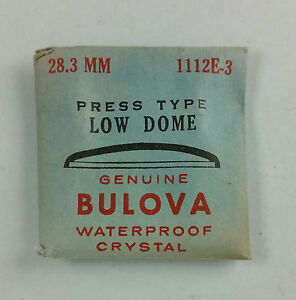 28.3 MM 1112E-3
PRESS TYPE
LOW DOME
GENUINE
BULOVA
WATERPROOF
CRYSTAL